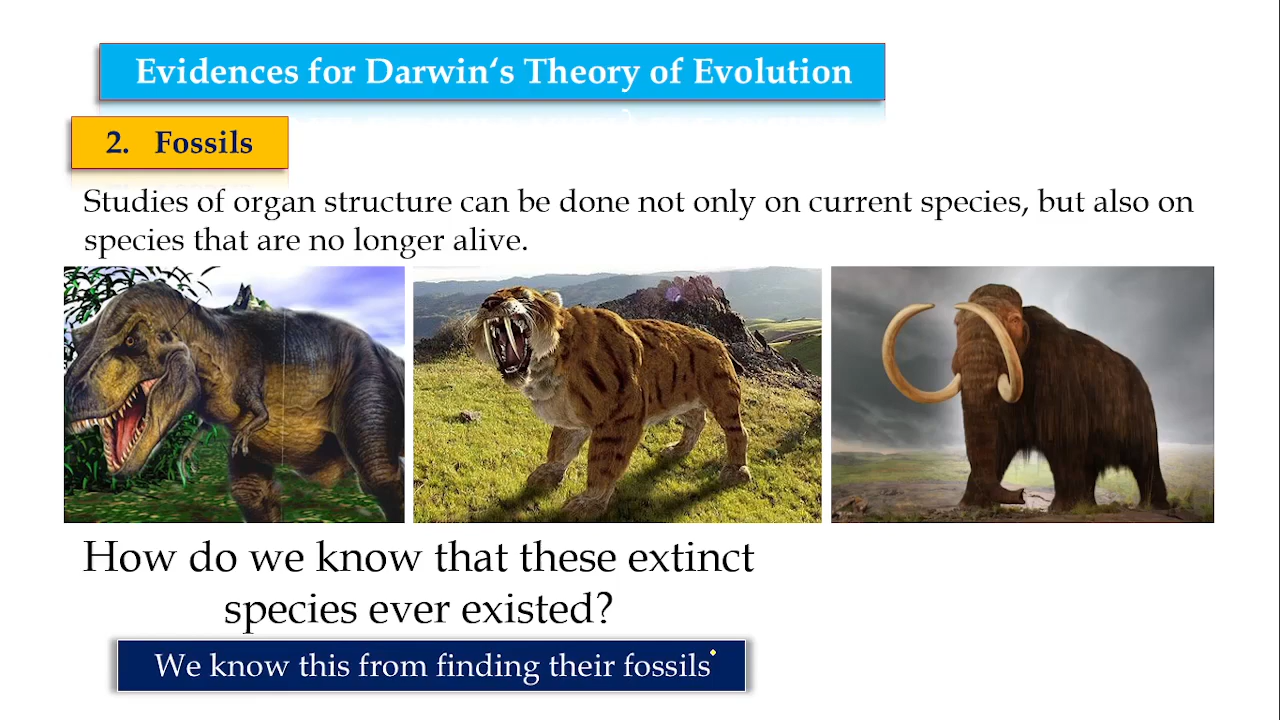 Evidences for Darwin‘s Theory of Evolution
2. Fossils
Studies of organ structure can be done not only on current species, but also on
species that are no longer alive.
How do we know that these extinct
species ever existed?
We know this from finding their fossils